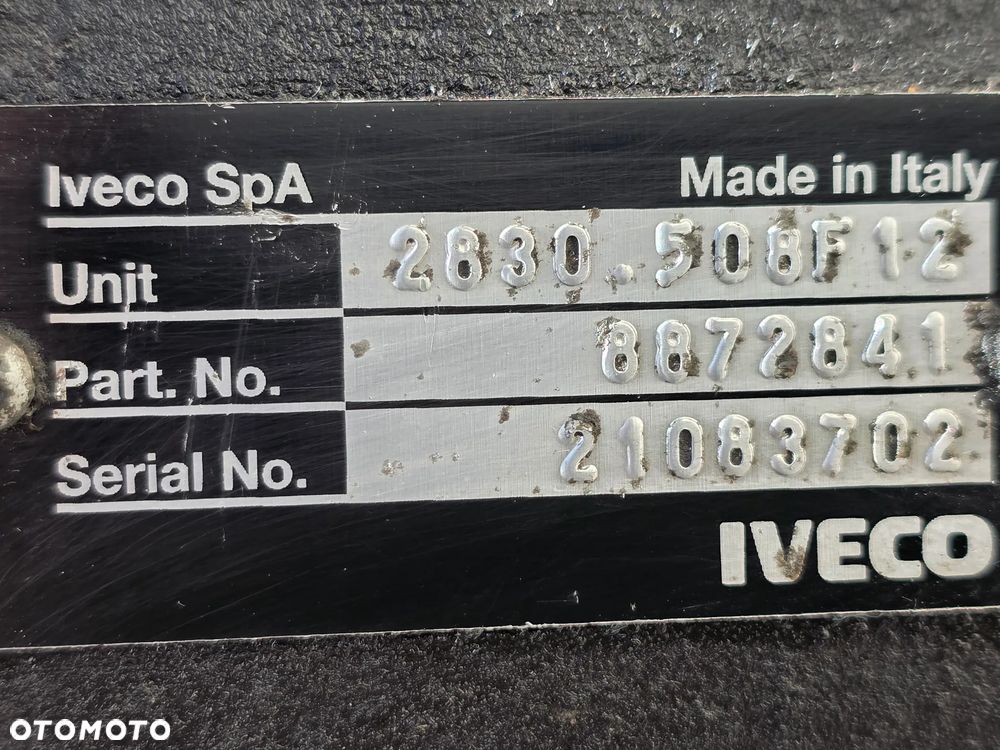 Iveco SpA Made in Italy
Unit 2830.508F12
Part. No. 8872841
Serial No. 21083702
IVECO
OTOMOTO